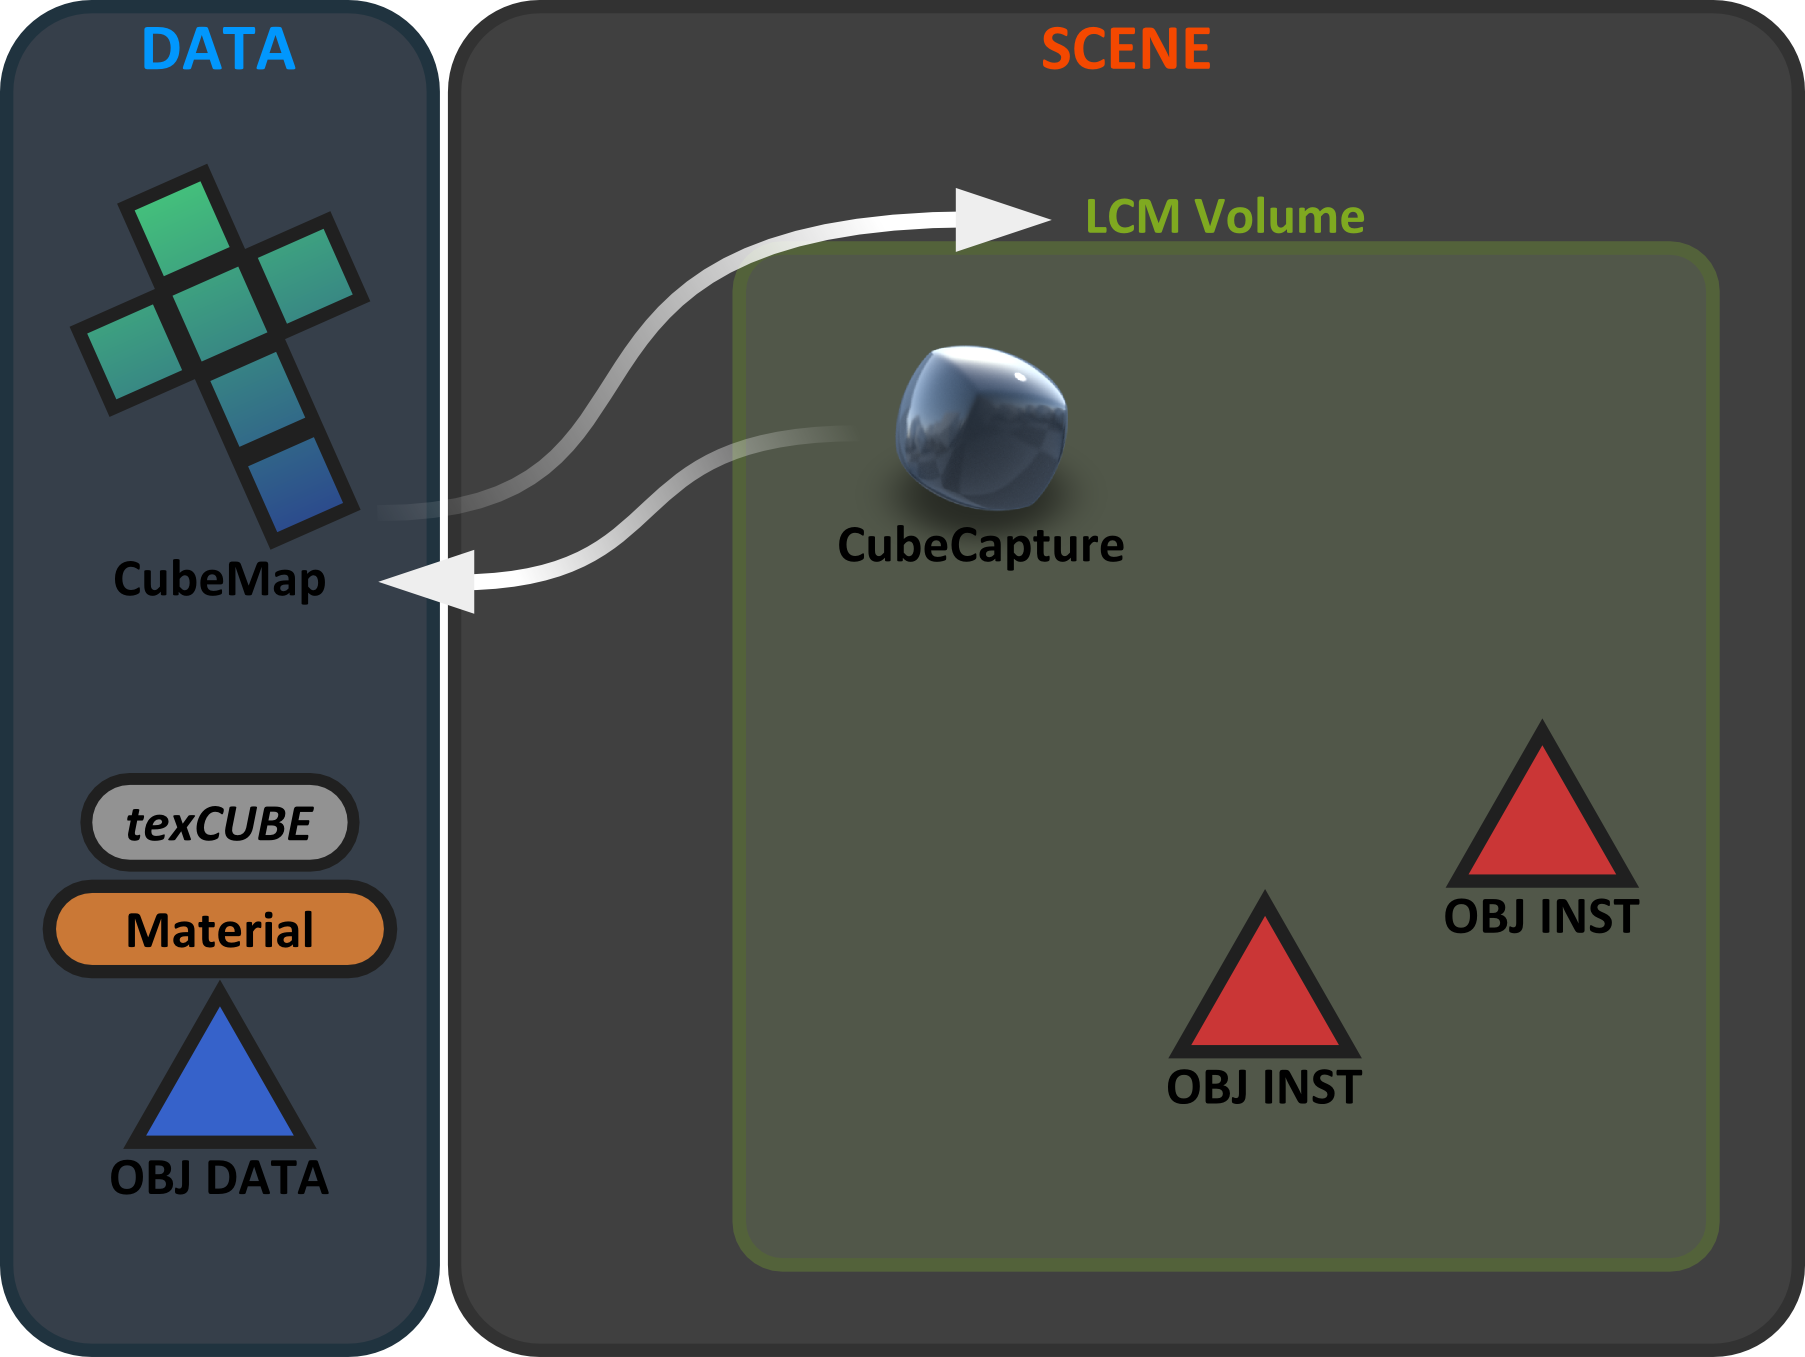 DATA
CubeMap
texCUBE
Material
OBJ DATA
SCENE
LCM Volume
CubeCapture
OBJ INST
OBJ INST